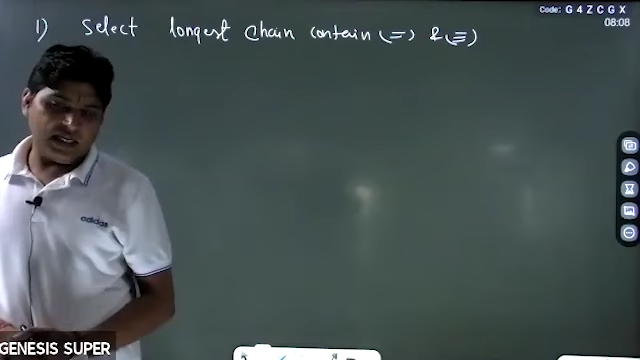 Code: G 4 Z C G X
08:08
1) Select longest chain contain (=) & (≡)
adidas
GENESIS SUPER